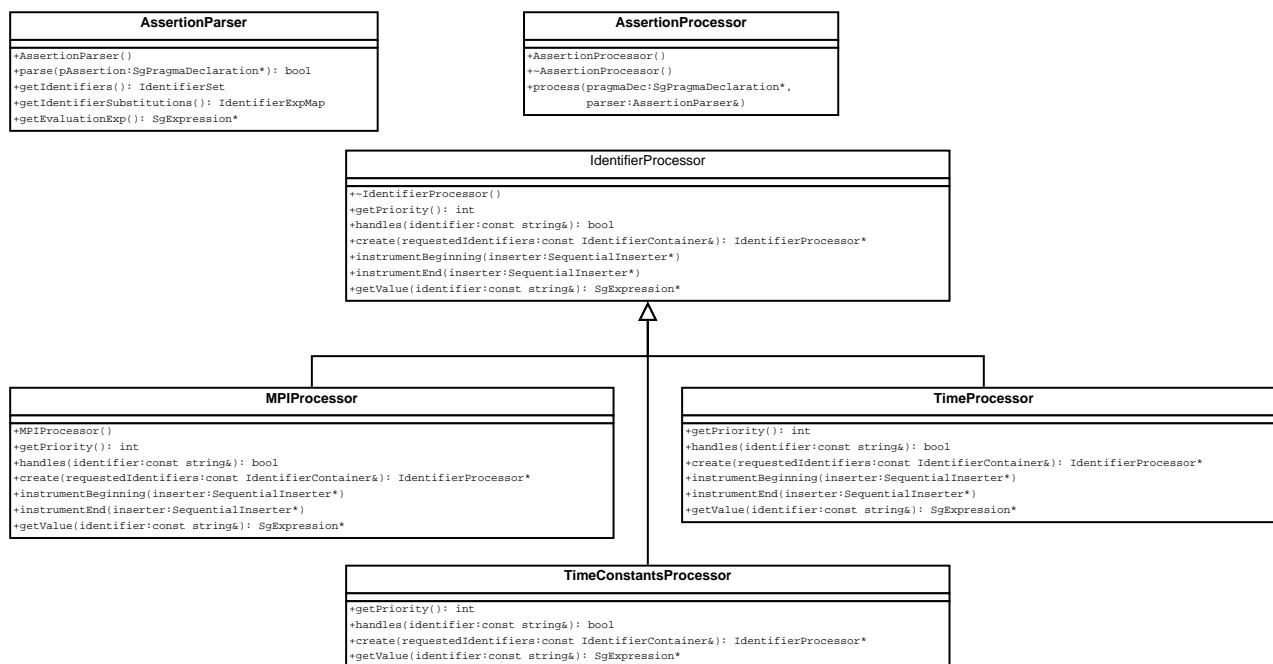 AssertionParser
+AssertionParser()
+parse(pAssertion:SgPragmaDeclaration*): bool
+getIdentifiers(): IdentifierSet
+getIdentifierSubstitutions(): IdentifierExpMap
+getEvaluationExp(): SgExpression*
AssertionProcessor
+AssertionProcessor()
+~AssertionProcessor()
+process(pragmaDec:SgPragmaDeclaration*,
parser:AssertionParser&)
IdentifierProcessor
+~IdentifierProcessor()
+getPriority(): int
+handles(identifier:const string&): bool
+create(requestedIdentifiers:const IdentifierContainer&): IdentifierProcessor*
+instrumentBeginning(inserter:SequentialInserter*)
+instrumentEnd(inserter:SequentialInserter*)
+getValue(identifier:const string&): SgExpression*
MPIProcessor
+MPIProcessor()
+getPriority(): int
+handles(identifier:const string&): bool
+create(requestedIdentifiers:const IdentifierContainer&): IdentifierProcessor*
+instrumentBeginning(inserter:SequentialInserter*)
+instrumentEnd(inserter:SequentialInserter*)
+getValue(identifier:const string&): SgExpression*
TimeProcessor
+getPriority(): int
+handles(identifier:const string&): bool
+create(requestedIdentifiers:const IdentifierContainer&): IdentifierProcessor*
+instrumentBeginning(inserter:SequentialInserter*)
+instrumentEnd(inserter:SequentialInserter*)
+getValue(identifier:const string&): SgExpression*
TimeConstantsProcessor
+getPriority(): int
+handles(identifier:const string&): bool
+create(requestedIdentifiers:const IdentifierContainer&): IdentifierProcessor*
+getValue(identifier:const string&): SgExpression*